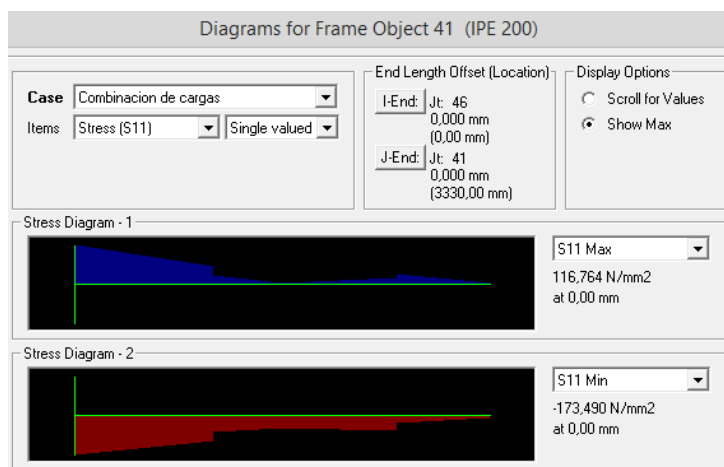 Diagrams for Frame Object 41 (IPE 200)
Case Combinacion de cargas
Items Stress (S11) Single valued
End Length Offset (Location)
I-End: Jt: 46
0,000 mm
(0,00 mm)
J-End: Jt: 41
0,000 mm
(3330,00 mm)
Display Options
Scroll for Values
Show Max
Stress Diagram - 1
S11 Max
116,764 N/mm2
at 0,00 mm
Stress Diagram - 2
S11 Min
-173,490 N/mm2
at 0,00 mm